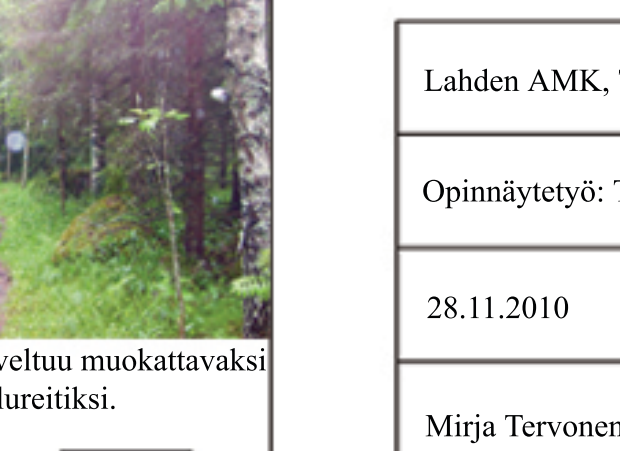 veltuu muokattavaksi
lureitiksi.
Lahden AMK,
Opinnäytetyö:
28.11.2010
Mirja Tervonen